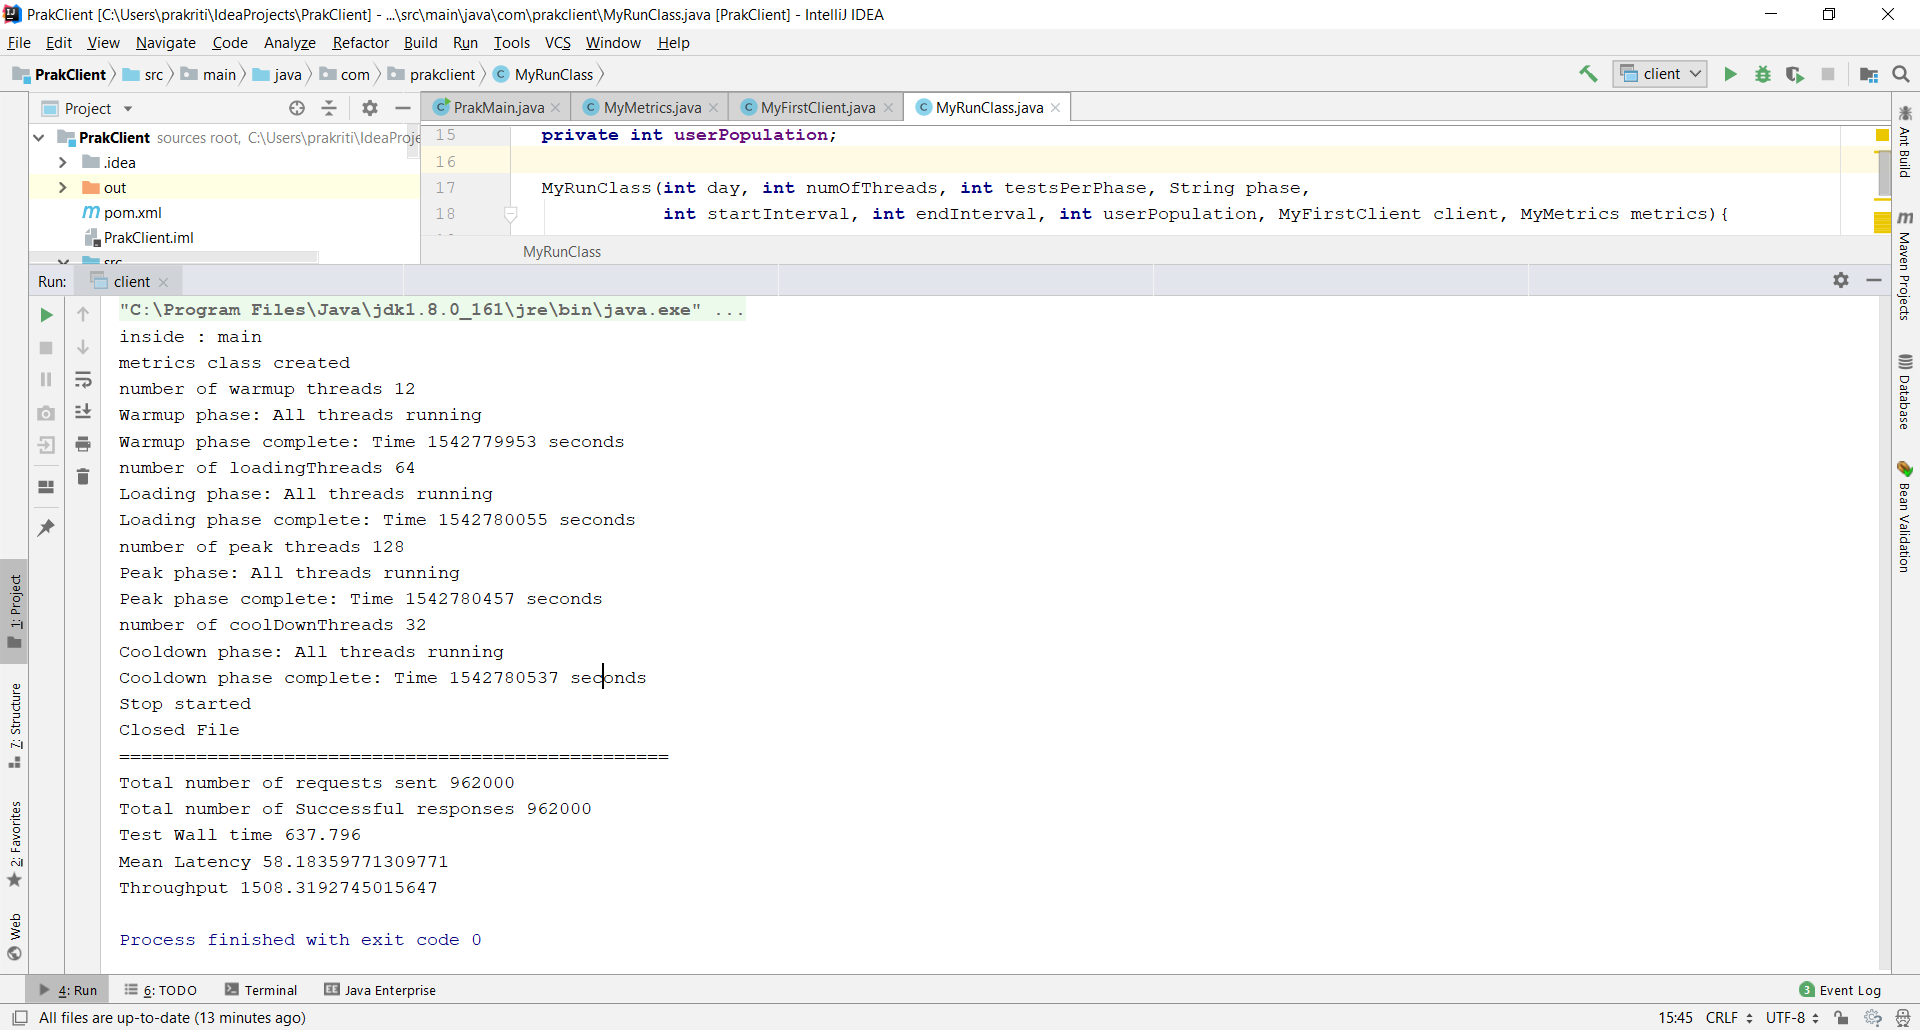 PrakClient [C:\Users\prakriti\IdeaProjects\PrakClient] - ...\src\main\java\com\prakclient\MyRunClass.java [PrakClient] - IntelliJ IDEA
File Edit View Navigate Code Analyze Refactor Build Run Tools VCS Window Help
PrakClient src main java com prakclient MyRunClass client
Project
PrakMain.java MyMetrics.java MyFirstClient.java MyRunClass.java
PrakClient sources root, C:\Users\prakriti\IdeaProje
.idea
out
pom.xml
PrakClient.iml
src
15 private int userPopulation;
16
17 MyRunClass(int day, int numOfThreads, int testsPerPhase, String phase,
18 int startInterval, int endInterval, int userPopulation, MyFirstClient client, MyMetrics metrics){
MyRunClass
Run: client
"C:\Program Files\Java\jdk1.8.0_161\jre\bin\java.exe" ...
inside : main
metrics class created
number of warmup threads 12
Warmup phase: All threads running
Warmup phase complete: Time 1542779953 seconds
number of loadingThreads 64
Loading phase: All threads running
Loading phase complete: Time 1542780055 seconds
number of peak threads 128
Peak phase: All threads running
Peak phase complete: Time 1542780457 seconds
number of coolDownThreads 32
Cooldown phase: All threads running
Cooldown phase complete: Time 1542780537 seconds
Stop started
Closed File
==================================================
Total number of requests sent 962000
Total number of Successful responses 962000
Test Wall time 637.796
Mean Latency 58.18359771309771
Throughput 1508.3192745015647
Process finished with exit code 0
1: Project
7: Structure
2: Favorites
Web
Ant Build
Maven Projects
Database
Bean Validation
4: Run 6: TODO Terminal Java Enterprise 3 Event Log
All files are up-to-date (13 minutes ago) 15:45 CRLF UTF-8